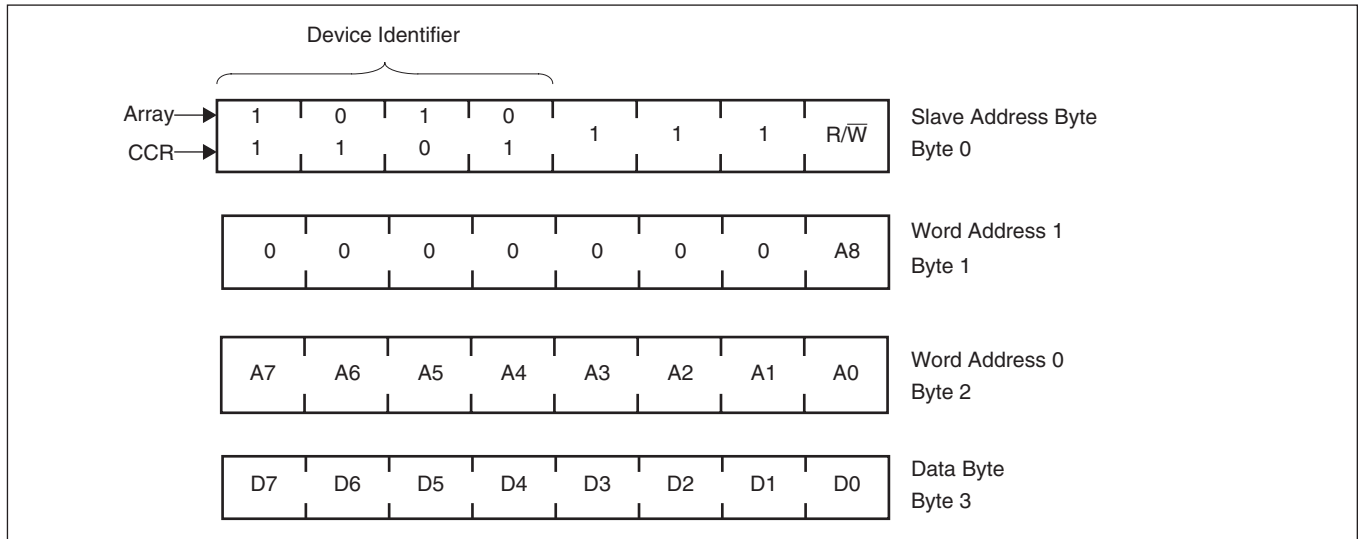 Device Identifier
Array 1 0 1 0 1 1 1 R/W̅ Slave Address Byte
CCR 1 1 0 1 Byte 0
0 0 0 0 0 0 0 A8 Word Address 1
Byte 1
A7 A6 A5 A4 A3 A2 A1 A0 Word Address 0
Byte 2
D7 D6 D5 D4 D3 D2 D1 D0 Data Byte
Byte 3